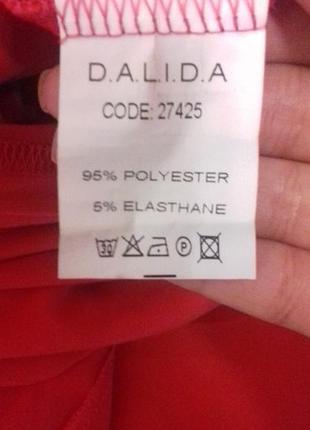 D.A.L.I.D.A
CODE: 27425
95% POLYESTER
5% ELASTHANE
30 P